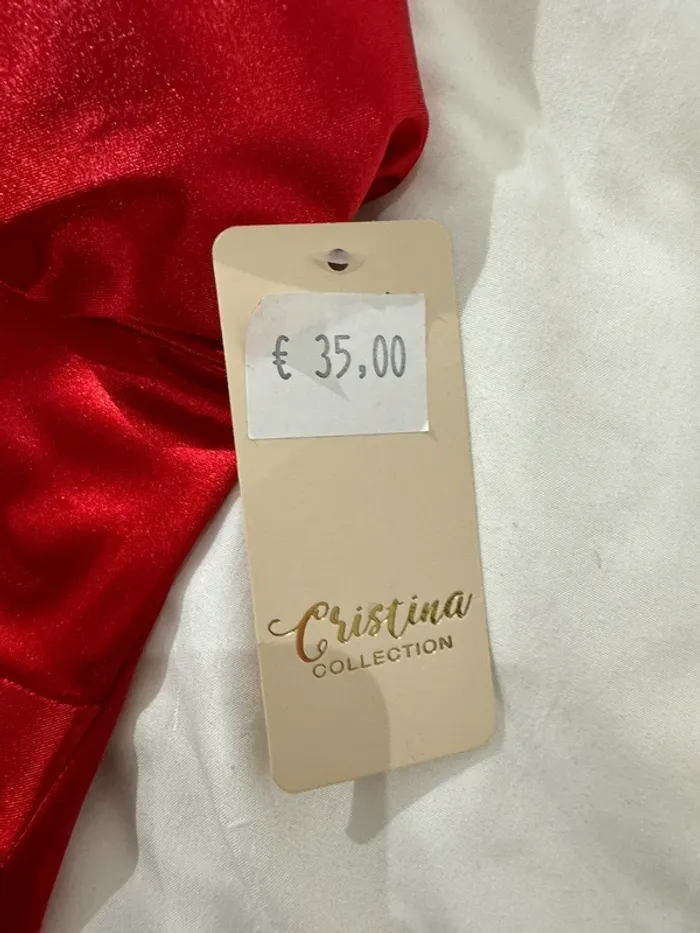 € 35,00
Cristina
COLLECTION